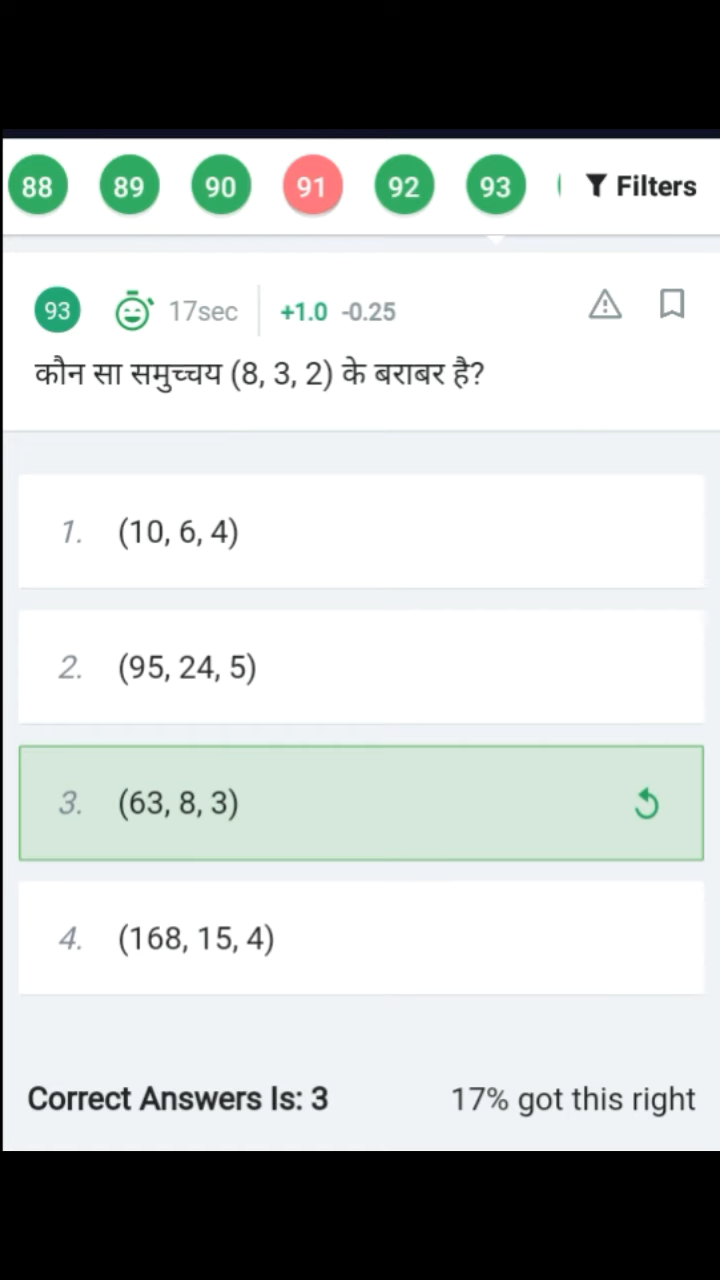 88 89 90 91 92 93 Filters
93 17sec +1.0 -0.25
कौन सा समुच्चय (8, 3, 2) के बराबर है?
1. (10, 6, 4)
2. (95, 24, 5)
3. (63, 8, 3)
4. (168, 15, 4)
Correct Answers Is: 3 17% got this right